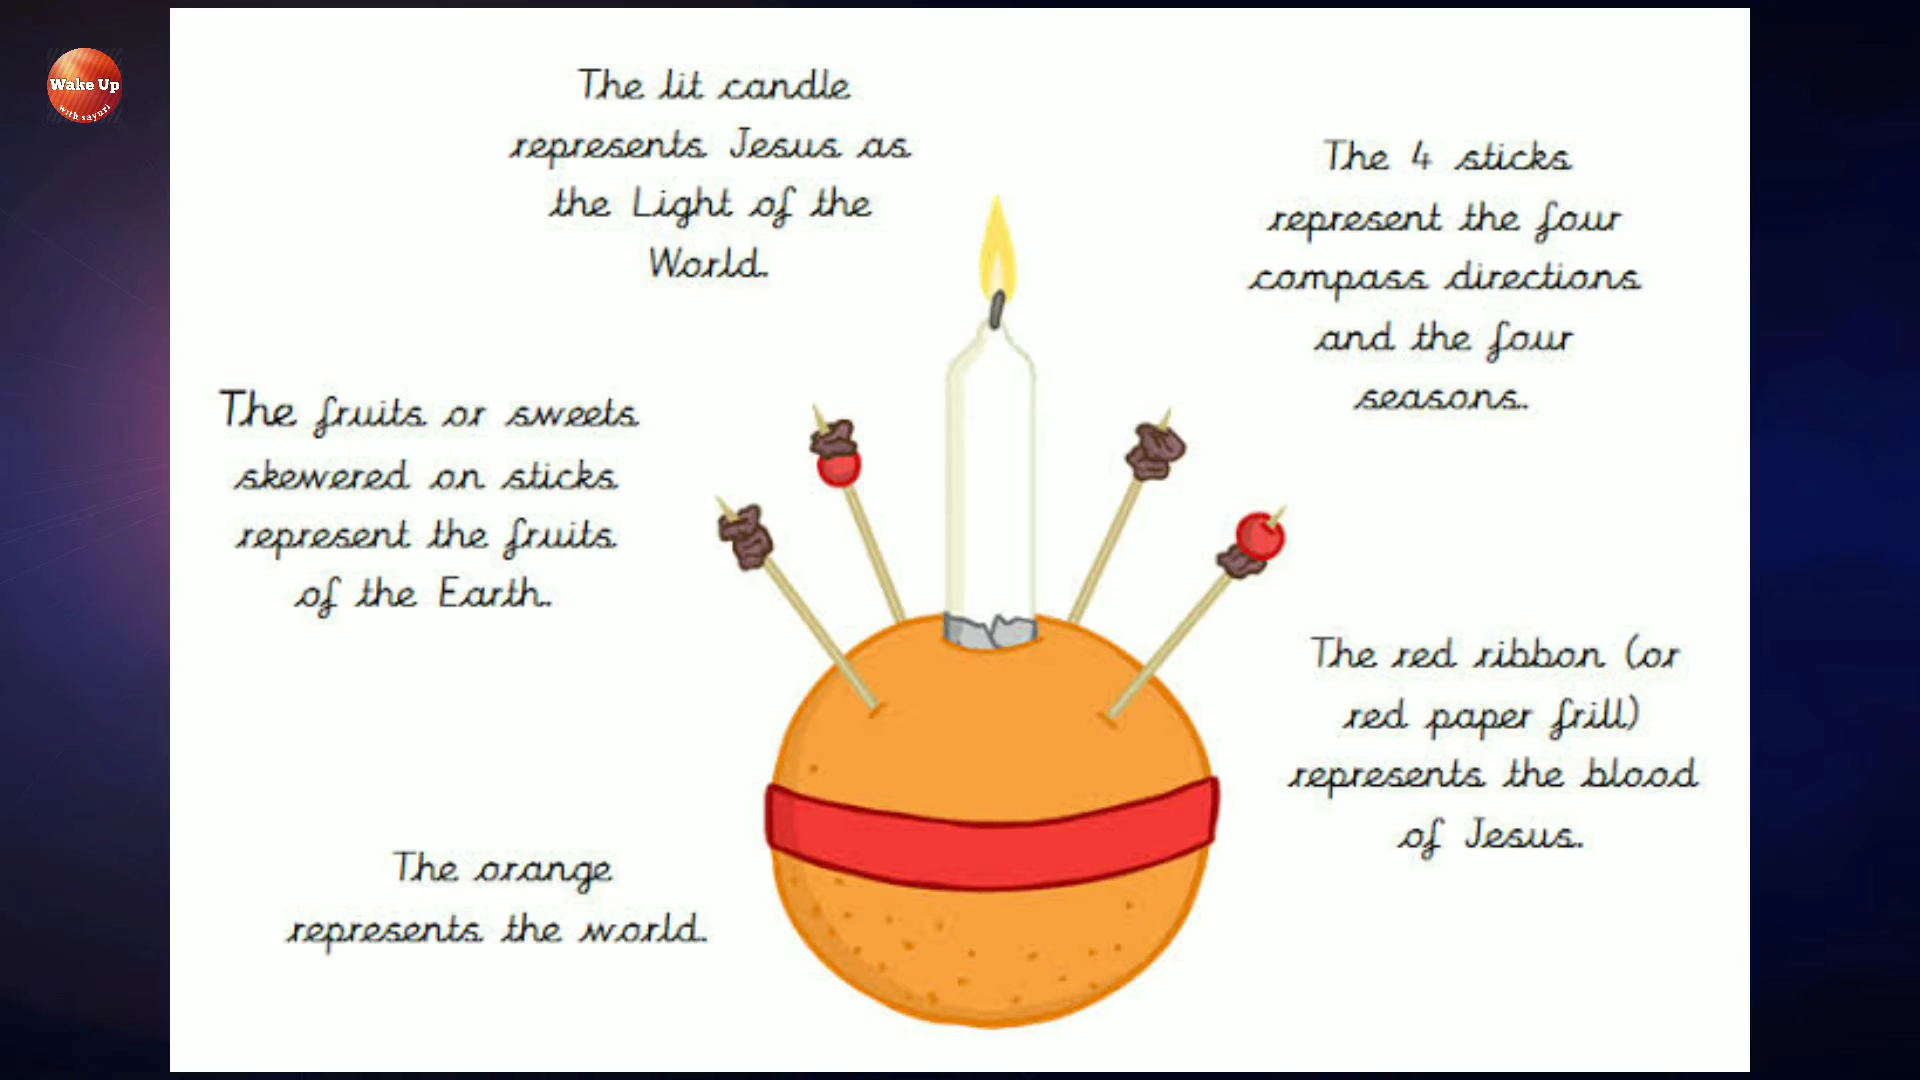 Wake Up
with sayuri
The lit candle
represents Jesus as
the Light of the
World.
The 4 sticks
represent the four
compass directions
and the four
seasons.
The fruits or sweets
skewered on sticks
represent the fruits
of the Earth.
The red ribbon (or
red paper frill)
represents the blood
of Jesus.
The orange
represents the world.